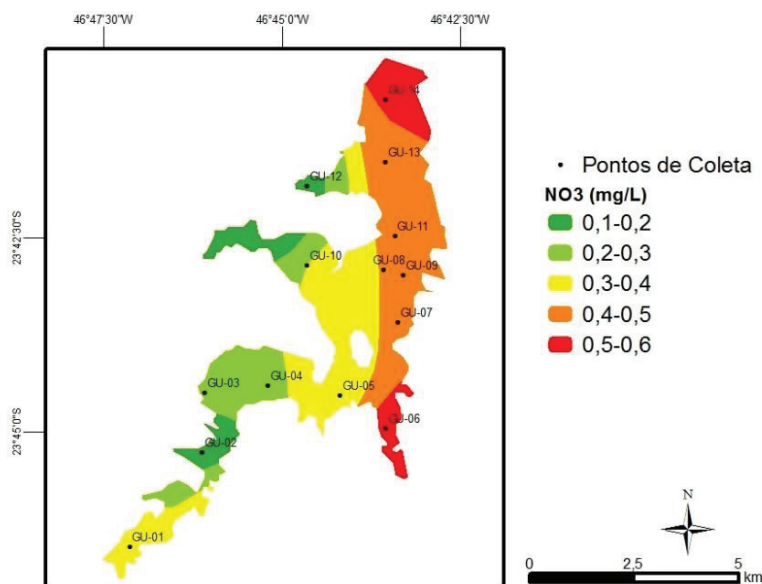 46°47'30"W 46°45'0"W 46°42'30"W
GU-14
GU-13
GU-12
GU-11
23°42'30"S
GU-10
GU-08
GU-09
GU-07
GU-04
GU-03
GU-05
GU-06
23°45'0"S
GU-02
GU-01
Pontos de Coleta
NO3 (mg/L)
0,1-0,2
0,2-0,3
0,3-0,4
0,4-0,5
0,5-0,6
N
0 2,5 5
km